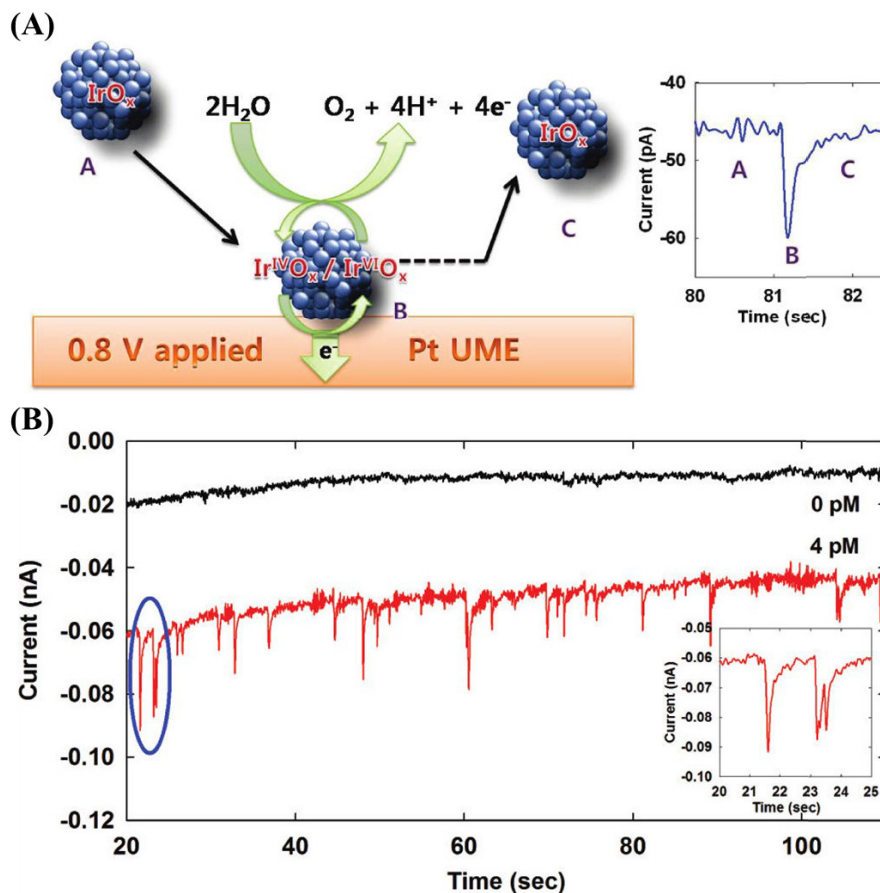 (A)
IrOₓ
A
2H₂O
O₂ + 4H⁺ + 4e⁻
IrOₓ
C
IrᴵⱽOₓ / IrⱽᴵOₓ
B
0.8 V applied
e⁻
Pt UME
-40
-50
-60
Current (pA)
A
C
B
80
81
82
Time (sec)
(B)
0.00
-0.02
-0.04
-0.06
-0.08
-0.10
-0.12
Current (nA)
0 pM
4 pM
-0.05
-0.06
-0.07
-0.08
-0.09
-0.10
Current (nA)
20 21 22 23 24 25
Time (sec)
20 40 60 80 100
Time (sec)